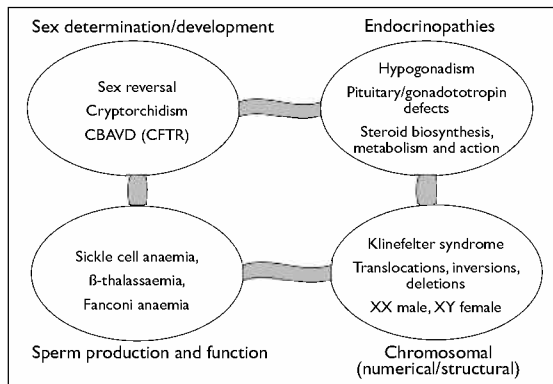 Sex determination/development
Endocrinopathies
Sex reversal
Cryptorchidism
CBAVD (CFTR)
Hypogonadism
Pituitary/gonadototropin
defects
Steroid biosynthesis,
metabolism and action
Sickle cell anaemia,
ß-thalassaemia,
Fanconi anaemia
Klinefelter syndrome
Translocations, inversions,
deletions
XX male, XY female
Sperm production and function
Chromosomal
(numerical/structural)